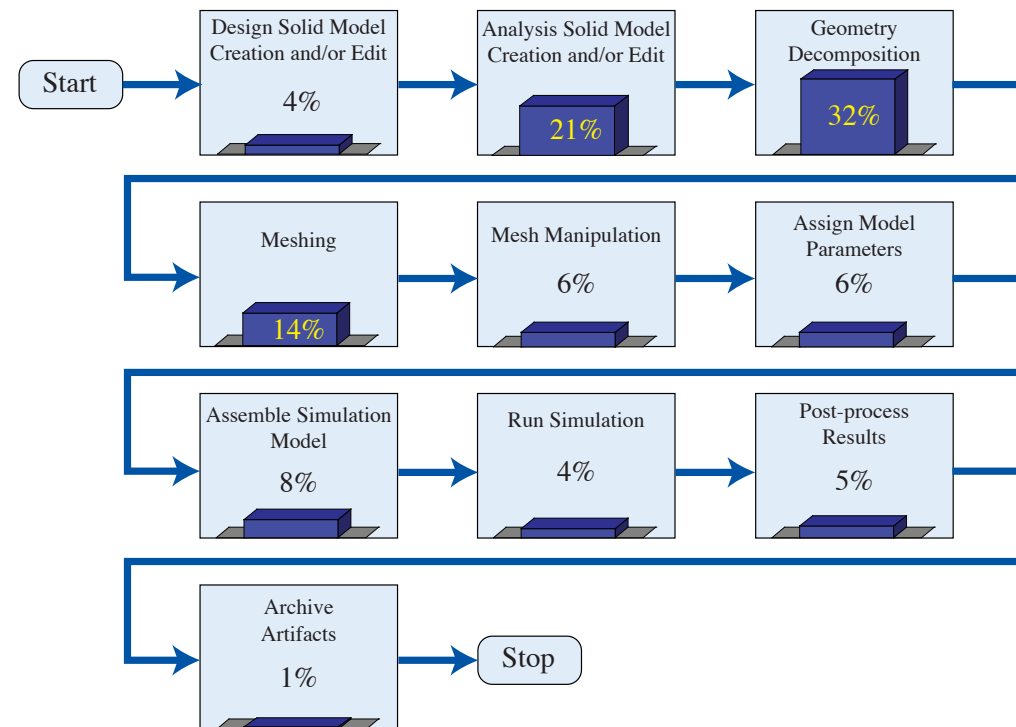 Start
Design Solid Model
Creation and/or Edit
4%
Analysis Solid Model
Creation and/or Edit
21%
Geometry
Decomposition
32%
Meshing
14%
Mesh Manipulation
6%
Assign Model
Parameters
6%
Assemble Simulation
Model
8%
Run Simulation
4%
Post-process
Results
5%
Archive
Artifacts
1%
Stop